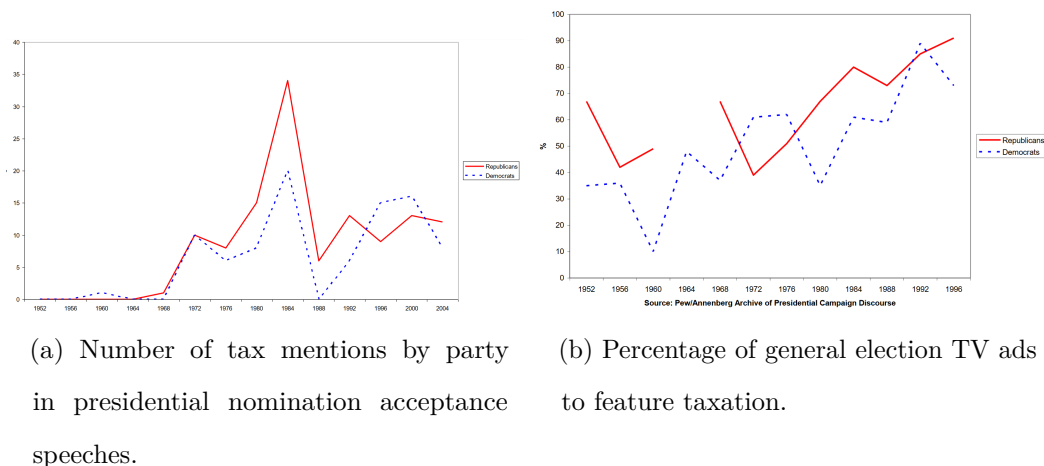 40
35
30
25
20
15
10
5
0
1952 1956 1960 1964 1968 1972 1976 1980 1984 1988 1992 1996 2000 2004
Republicans
Democrats
(a) Number of tax mentions by party
in presidential nomination acceptance
speeches.
100
90
80
70
60
50
40
30
20
10
0
%
1952 1956 1960 1964 1968 1972 1976 1980 1984 1988 1992 1996
Source: Pew/Annenberg Archive of Presidential Campaign Discourse
Republicans
Democrats
(b) Percentage of general election TV ads
to feature taxation.